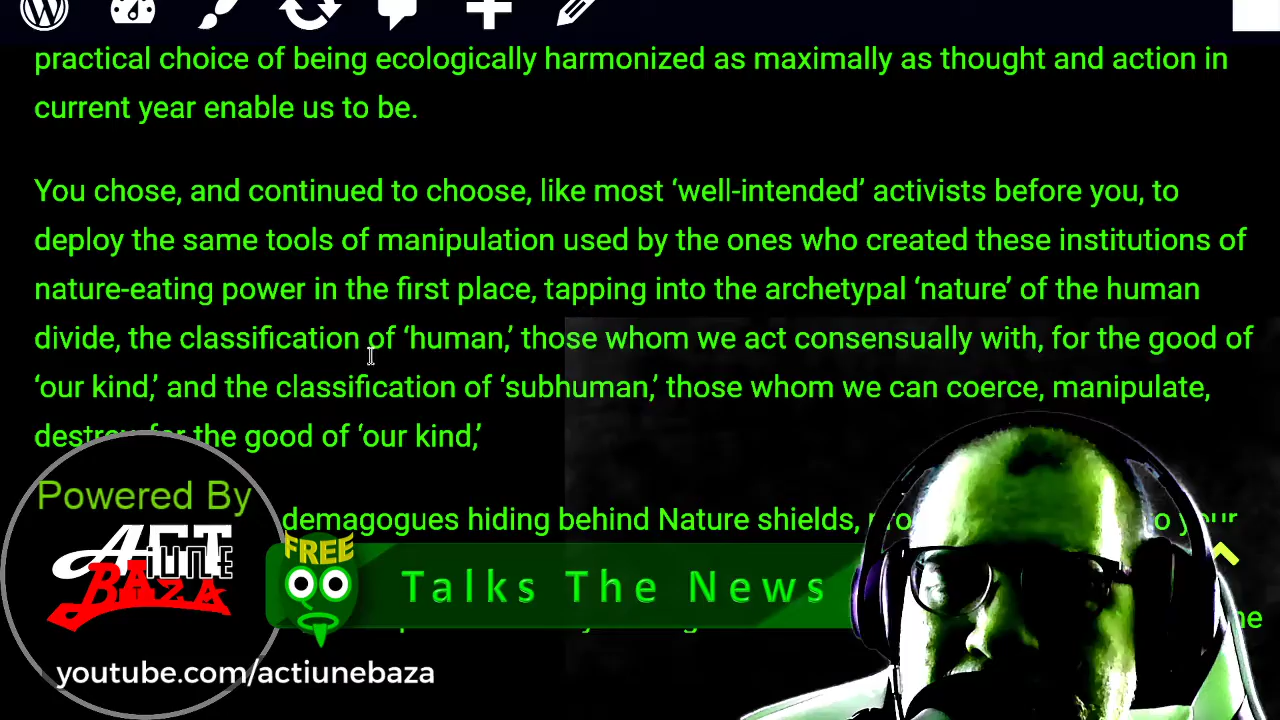 practical choice of being ecologically harmonized as maximally as thought and action in
current year enable us to be.
You chose, and continued to choose, like most ‘well-intended’ activists before you, to
deploy the same tools of manipulation used by the ones who created these institutions of
nature-eating power in the first place, tapping into the archetypal ‘nature’ of the human
divide, the classification of ‘human,’ those whom we act consensually with, for the good of
‘our kind,’ and the classification of ‘subhuman,’ those whom we can coerce, manipulate,
destroy for the good of ‘our kind,’
demagogues hiding behind Nature shields,
your
Powered By
ACTIUNE
BAZA
FREE
Talks The News
youtube.com/actiunebaza